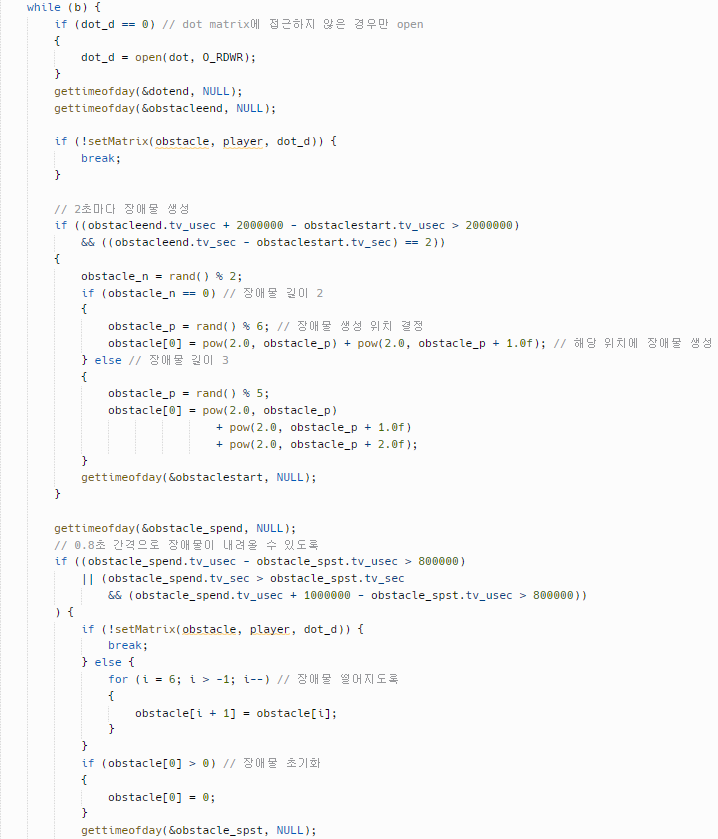 while (b) {
if (dot_d == 0) // dot matrix에 접근하지 않은 경우만 open
{
dot_d = open(dot, O_RDWR);
}
gettimeofday(&dotend, NULL);
gettimeofday(&obstacleend, NULL);
if (!setMatrix(obstacle, player, dot_d)) {
break;
}
// 2초마다 장애물 생성
if ((obstacleend.tv_usec + 2000000 - obstaclestart.tv_usec > 2000000)
&& ((obstacleend.tv_sec - obstaclestart.tv_sec) == 2))
{
obstacle_n = rand() % 2;
if (obstacle_n == 0) // 장애물 길이 2
{
obstacle_p = rand() % 6; // 장애물 생성 위치 결정
obstacle[0] = pow(2.0, obstacle_p) + pow(2.0, obstacle_p + 1.0f); // 해당 위치에 장애물 생성
} else // 장애물 길이 3
{
obstacle_p = rand() % 5;
obstacle[0] = pow(2.0, obstacle_p)
+ pow(2.0, obstacle_p + 1.0f)
+ pow(2.0, obstacle_p + 2.0f);
}
gettimeofday(&obstaclestart, NULL);
}
gettimeofday(&obstacle_spend, NULL);
// 0.8초 간격으로 장애물이 내려올 수 있도록
if ((obstacle_spend.tv_usec - obstacle_spst.tv_usec > 800000)
|| (obstacle_spend.tv_sec > obstacle_spst.tv_sec
&& (obstacle_spend.tv_usec + 1000000 - obstacle_spst.tv_usec > 800000))
) {
if (!setMatrix(obstacle, player, dot_d)) {
break;
} else {
for (i = 6; i > -1; i--) // 장애물 떨어지도록
{
obstacle[i + 1] = obstacle[i];
}
}
if (obstacle[0] > 0) // 장애물 초기화
{
obstacle[0] = 0;
}
gettimeofday(&obstacle_spst, NULL);